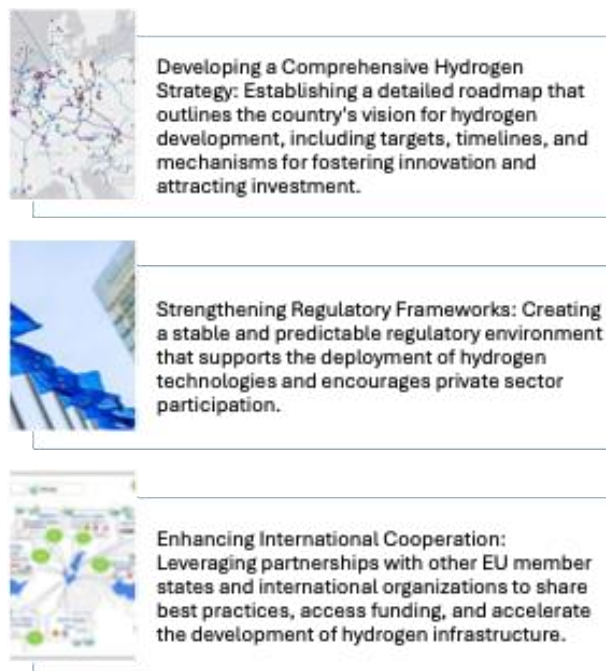 Developing a Comprehensive Hydrogen
Strategy: Establishing a detailed roadmap that
outlines the country's vision for hydrogen
development, including targets, timelines, and
mechanisms for fostering innovation and
attracting investment.
Strengthening Regulatory Frameworks: Creating
a stable and predictable regulatory environment
that supports the deployment of hydrogen
technologies and encourages private sector
participation.
Enhancing International Cooperation:
Leveraging partnerships with other EU member
states and international organizations to share
best practices, access funding, and accelerate
the development of hydrogen infrastructure.